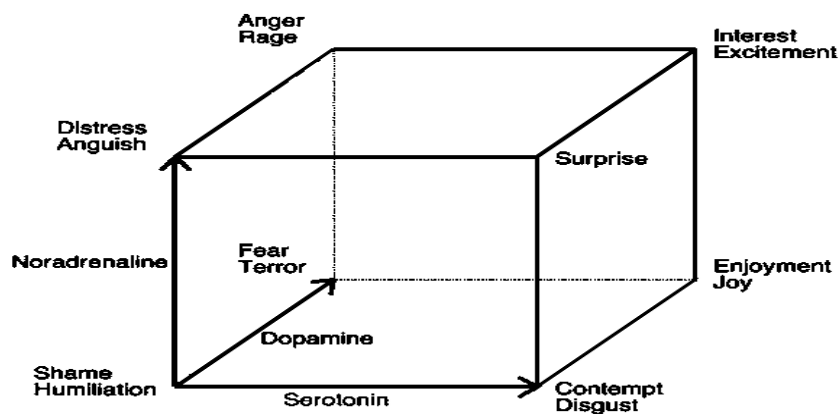 Anger
Rage
Interest
Excitement
Distress
Anguish
Surprise
Noradrenaline
Fear
Terror
Enjoyment
Joy
Dopamine
Shame
Humiliation
Serotonin
Contempt
Disgust